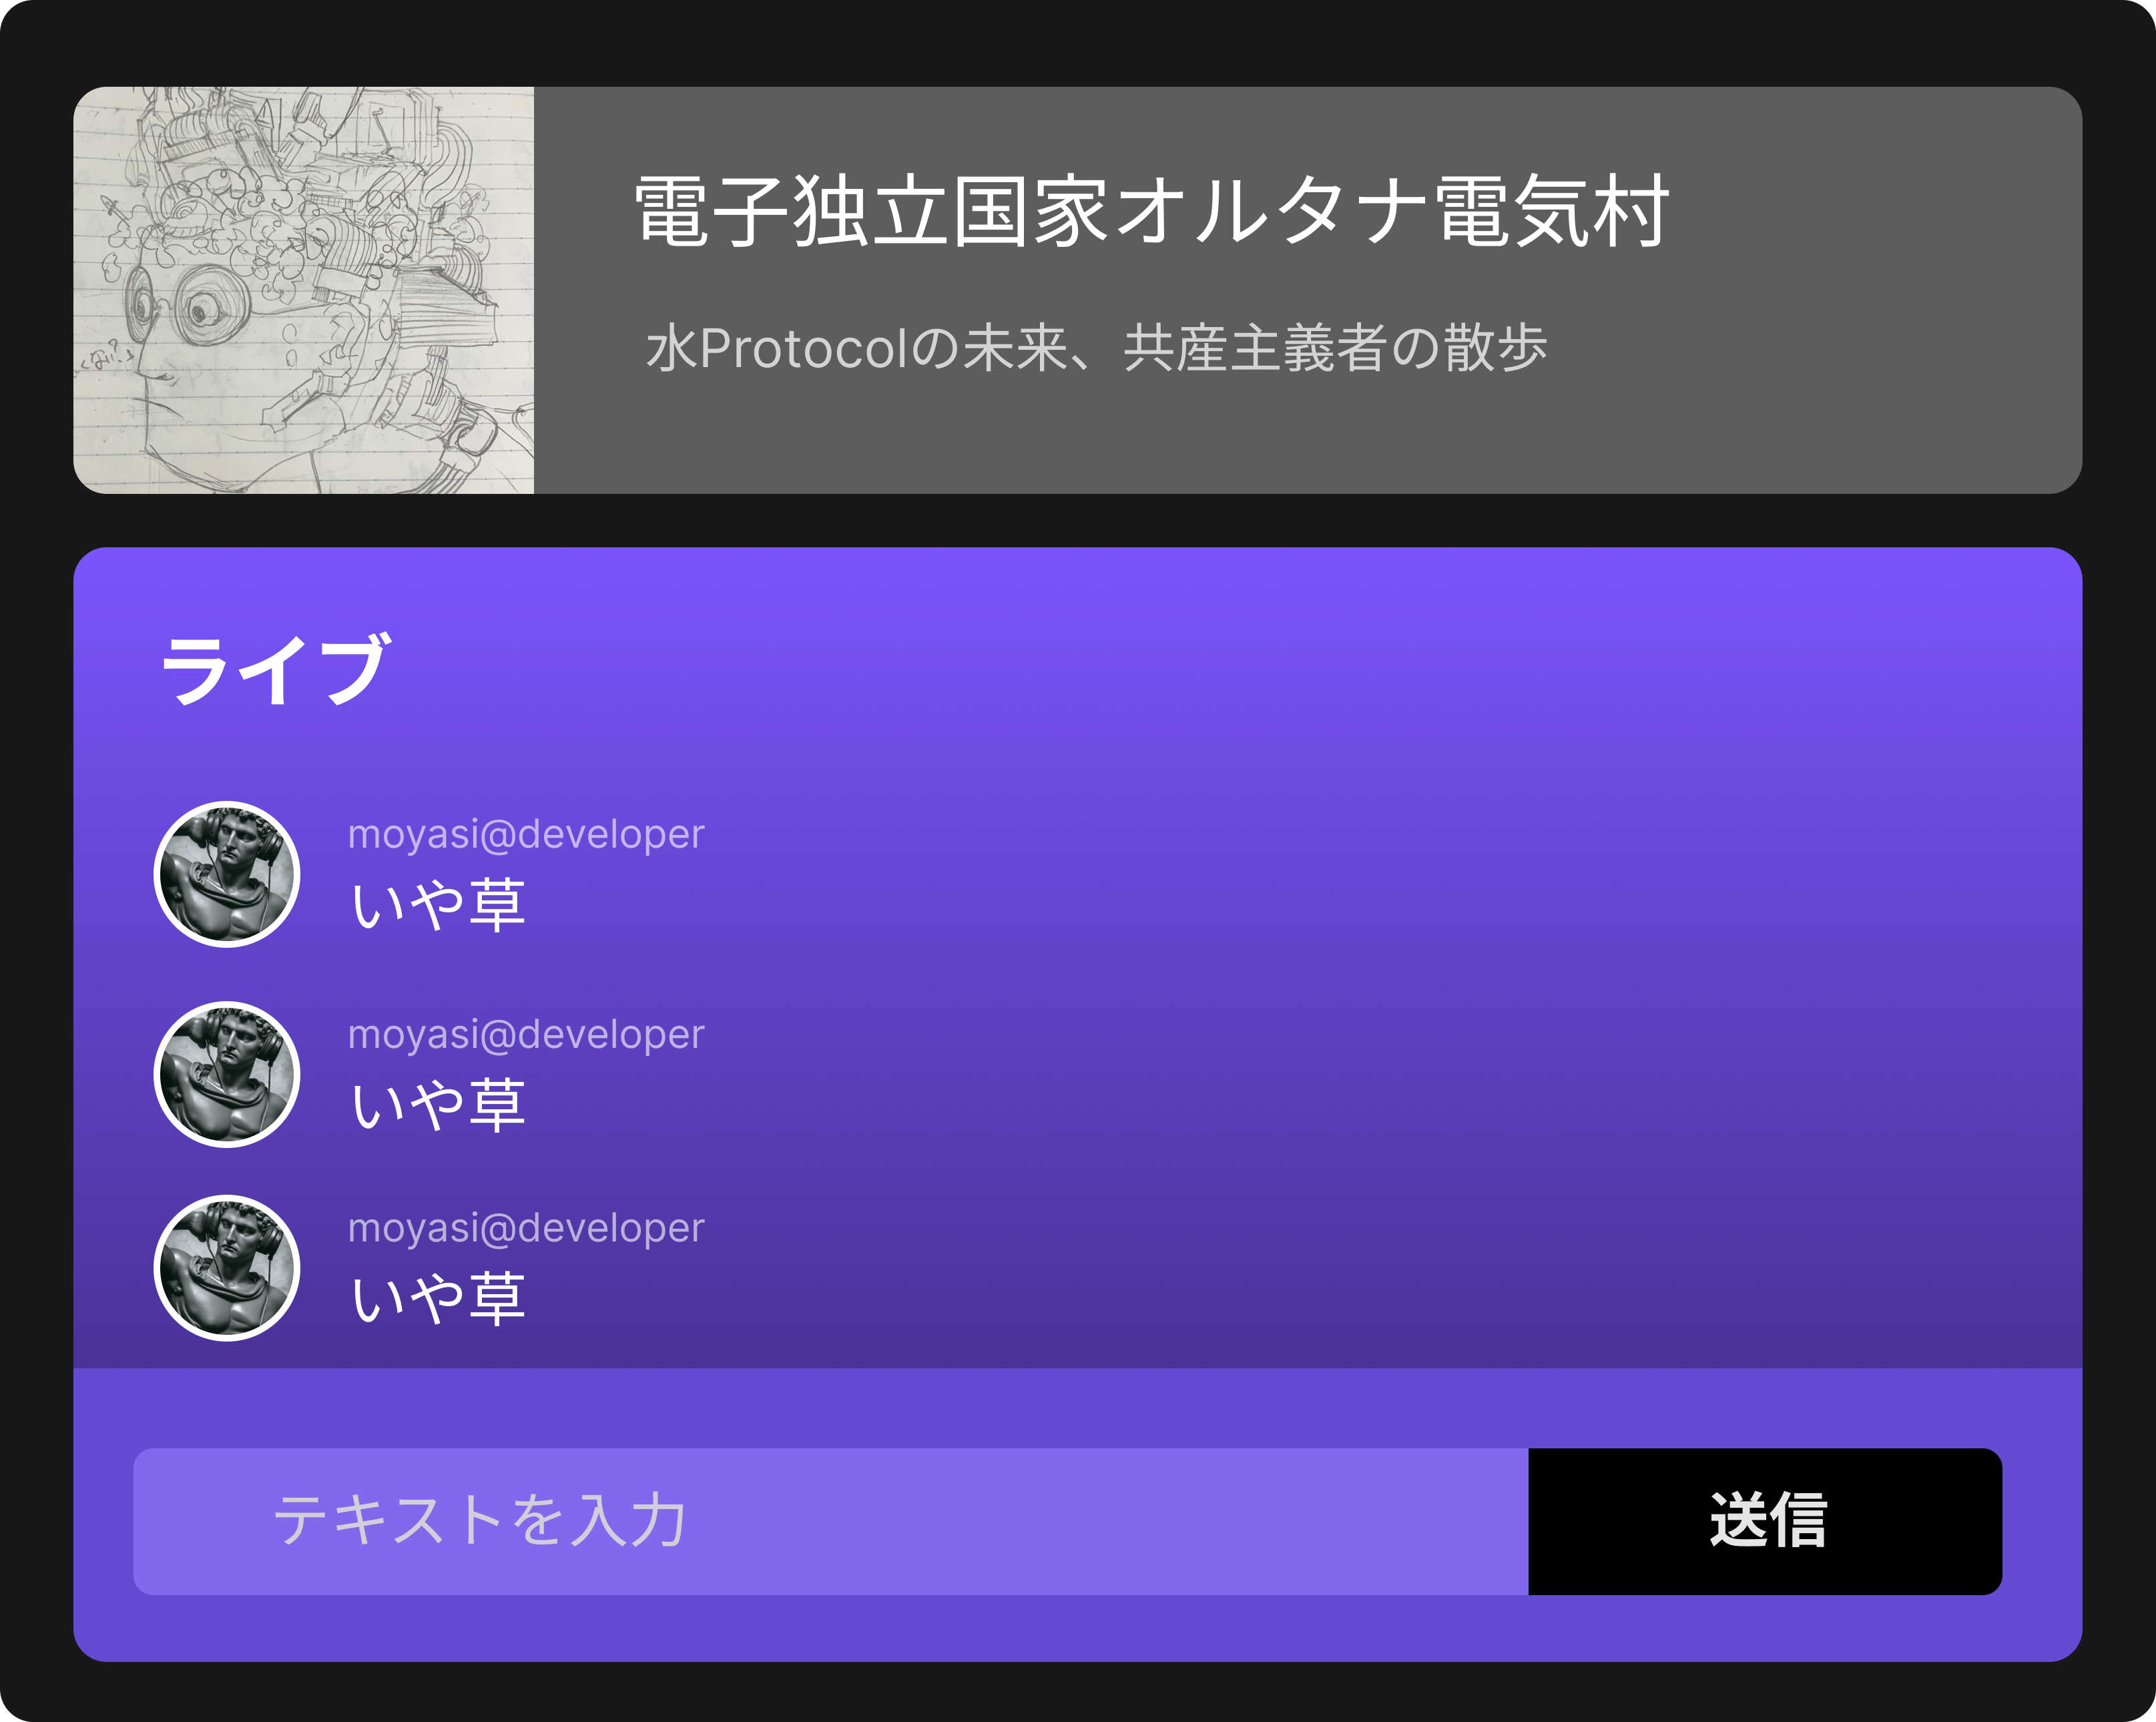 電子独立国家オルタナ電気村
水Protocolの未来、共産主義者の散歩
ライブ
moyasi@developer
いや草
moyasi@developer
いや草
moyasi@developer
いや草
テキストを入力
送信